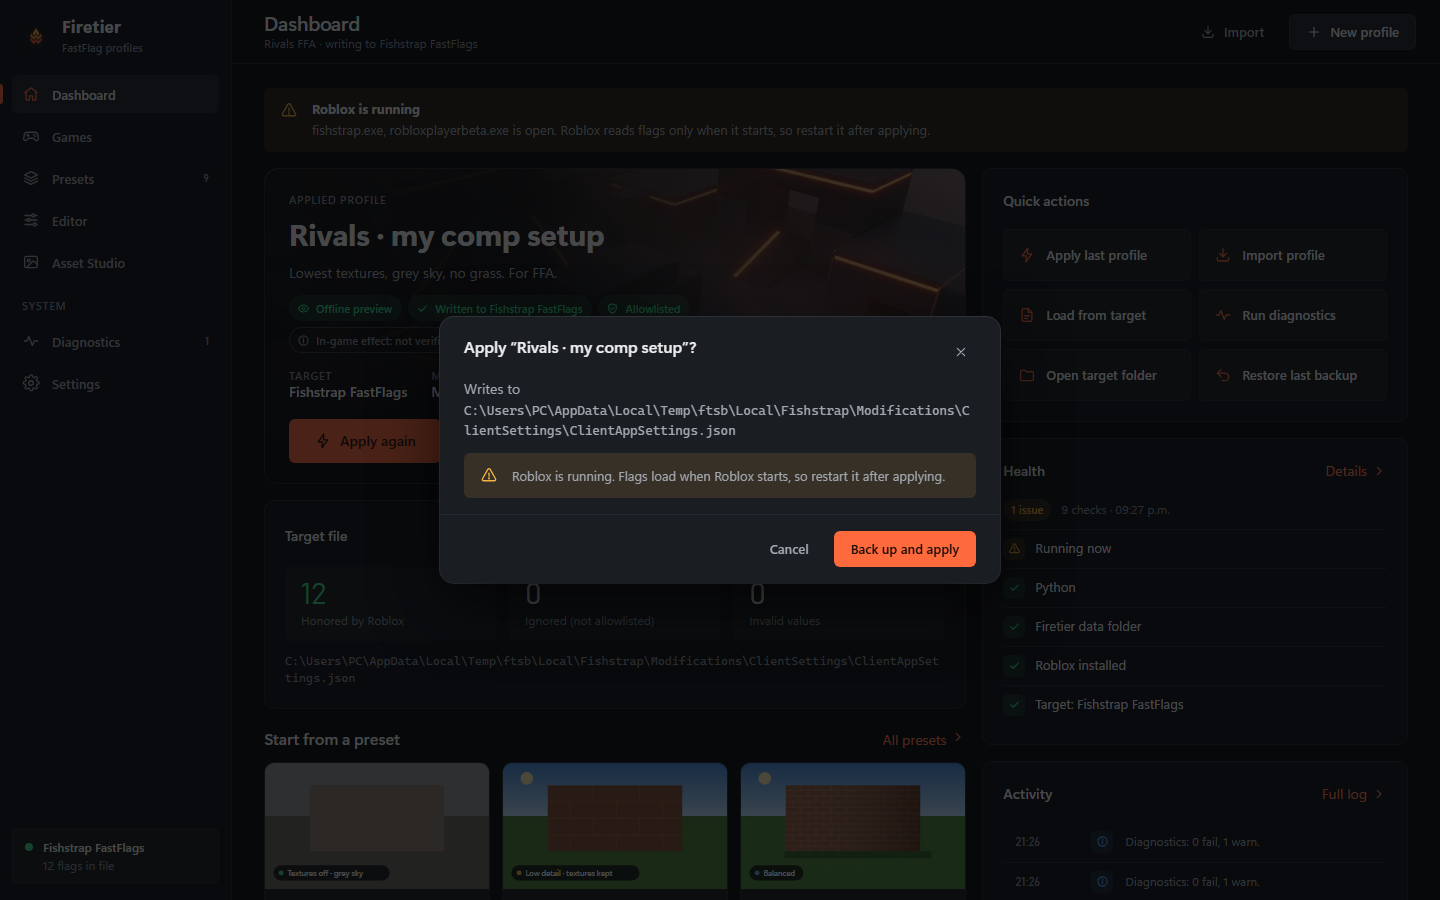 Firetier
FastFlag profiles
Dashboard
Games
Presets 9
Editor
Asset Studio
SYSTEM
Diagnostics 1
Settings
Fishstrap FastFlags
12 flags in file
Dashboard
Rivals FFA · writing to Fishstrap FastFlags
Import
New profile
Roblox is running
fishstrap.exe, robloxplayerbeta.exe is open. Roblox reads flags only when it starts, so restart it after applying.
APPLIED PROFILE
Rivals · my comp setup
Lowest textures, grey sky, no grass. For FFA.
Offline preview
Written to Fishstrap FastFlags
Allowlisted
In-game effect: not verifi
TARGET
Fishstrap FastFlags
Apply again
Apply “Rivals · my comp setup”?
Writes to
C:\Users\PC\AppData\Local\Temp\ftsb\Local\Fishstrap\Modifications\C
lientSettings\ClientAppSettings.json
Roblox is running. Flags load when Roblox starts, so restart it after applying.
Cancel
Back up and apply
Target file
12
Honored by Roblox
0
Ignored (not allowlisted)
0
Invalid values
C:\Users\PC\AppData\Local\Temp\ftsb\Local\Fishstrap\Modifications\ClientSettings\ClientAppSet
tings.json
Start from a preset
All presets
Textures off · grey sky
Low detail · textures kept
Balanced
Quick actions
Apply last profile
Import profile
Load from target
Run diagnostics
Open target folder
Restore last backup
Health
Details
1 issue
9 checks · 09:27 p.m.
Running now
Python
Firetier data folder
Roblox installed
Target: Fishstrap FastFlags
Activity
Full log
21:26 Diagnostics: 0 fail, 1 warn.
21:26 Diagnostics: 0 fail, 1 warn.